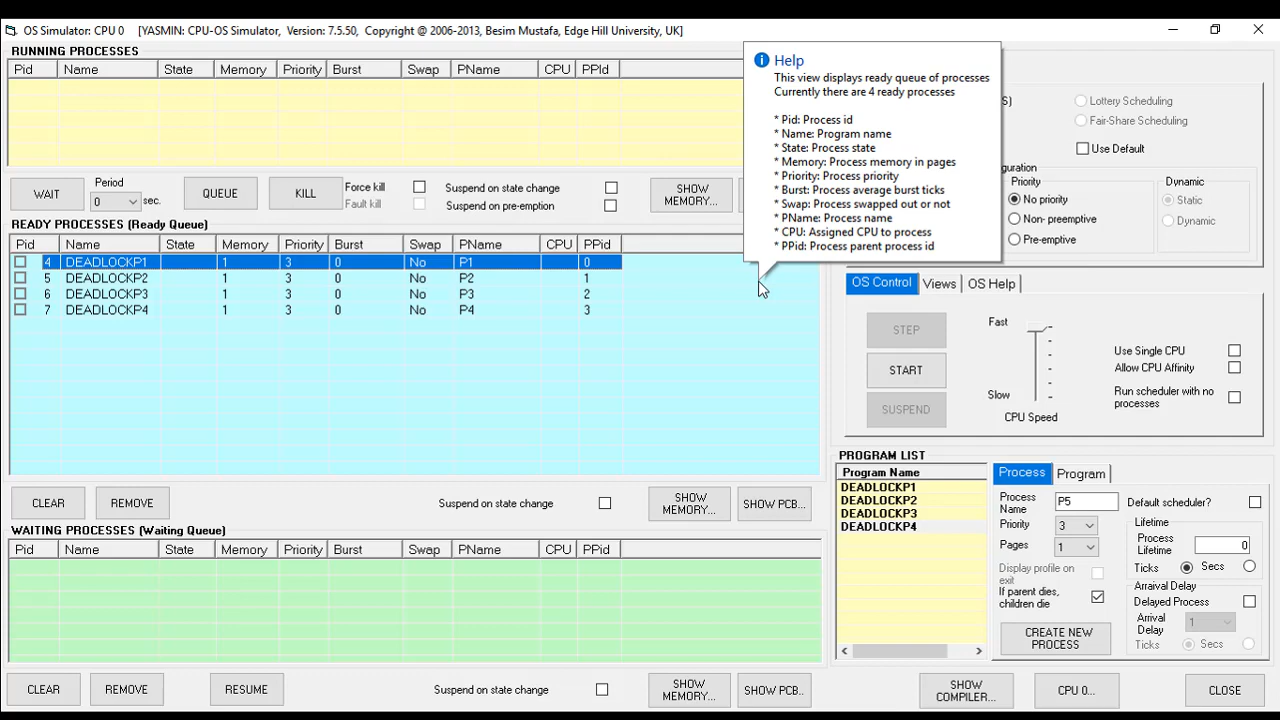 OS Simulator: CPU 0 [YASMIN: CPU-OS Simulator, Version: 7.5.50, Copyright @ 2006-2013, Besim Mustafa, Edge Hill University, UK]
RUNNING PROCESSES
Pid Name State Memory Priority Burst Swap PName CPU PPid
Help
This view displays ready queue of processes
Currently there are 4 ready processes
* Pid: Process id
* Name: Program name
* State: Process state
* Memory: Process memory in pages
* Priority: Process priority
* Burst: Process average burst ticks
* Swap: Process swapped out or not
* PName: Process name
* CPU: Assigned CPU to process
* PPid: Process parent process id
Lottery Scheduling
Fair-Share Scheduling
Use Default
Priority
No priority
Non- preemptive
Pre-emptive
Dynamic
Static
Dynamic
WAIT
Period
0 sec.
QUEUE
KILL
Force kill
Fault kill
Suspend on state change
Suspend on pre-emption
SHOW
MEMORY...
READY PROCESSES (Ready Queue)
Pid Name State Memory Priority Burst Swap PName CPU PPid
4 DEADLOCKP1 1 3 0 No P1 0
5 DEADLOCKP2 1 3 0 No P2 1
6 DEADLOCKP3 1 3 0 No P3 2
7 DEADLOCKP4 1 3 0 No P4 3
CLEAR
REMOVE
Suspend on state change
SHOW
MEMORY...
SHOW PCB...
OS Control Views OS Help
STEP
START
SUSPEND
Fast
Slow
CPU Speed
Use Single CPU
Allow CPU Affinity
Run scheduler with no
processes
WAITING PROCESSES (Waiting Queue)
Pid Name State Memory Priority Burst Swap PName CPU PPid
CLEAR
REMOVE
RESUME
Suspend on state change
SHOW
MEMORY...
SHOW PCB..
PROGRAM LIST
Program Name
DEADLOCKP1
DEADLOCKP2
DEADLOCKP3
DEADLOCKP4
Process Program
Process
Name
P5
Priority 3
Pages 1
Display profile on
exit
If parent dies,
children die
CREATE NEW
PROCESS
Default scheduler?
Lifetime
Process
Lifetime
0
Ticks Secs
Arraival Delay
Delayed Process
Arrival
Delay
1
Ticks Secs
SHOW
COMPILER...
CPU 0...
CLOSE